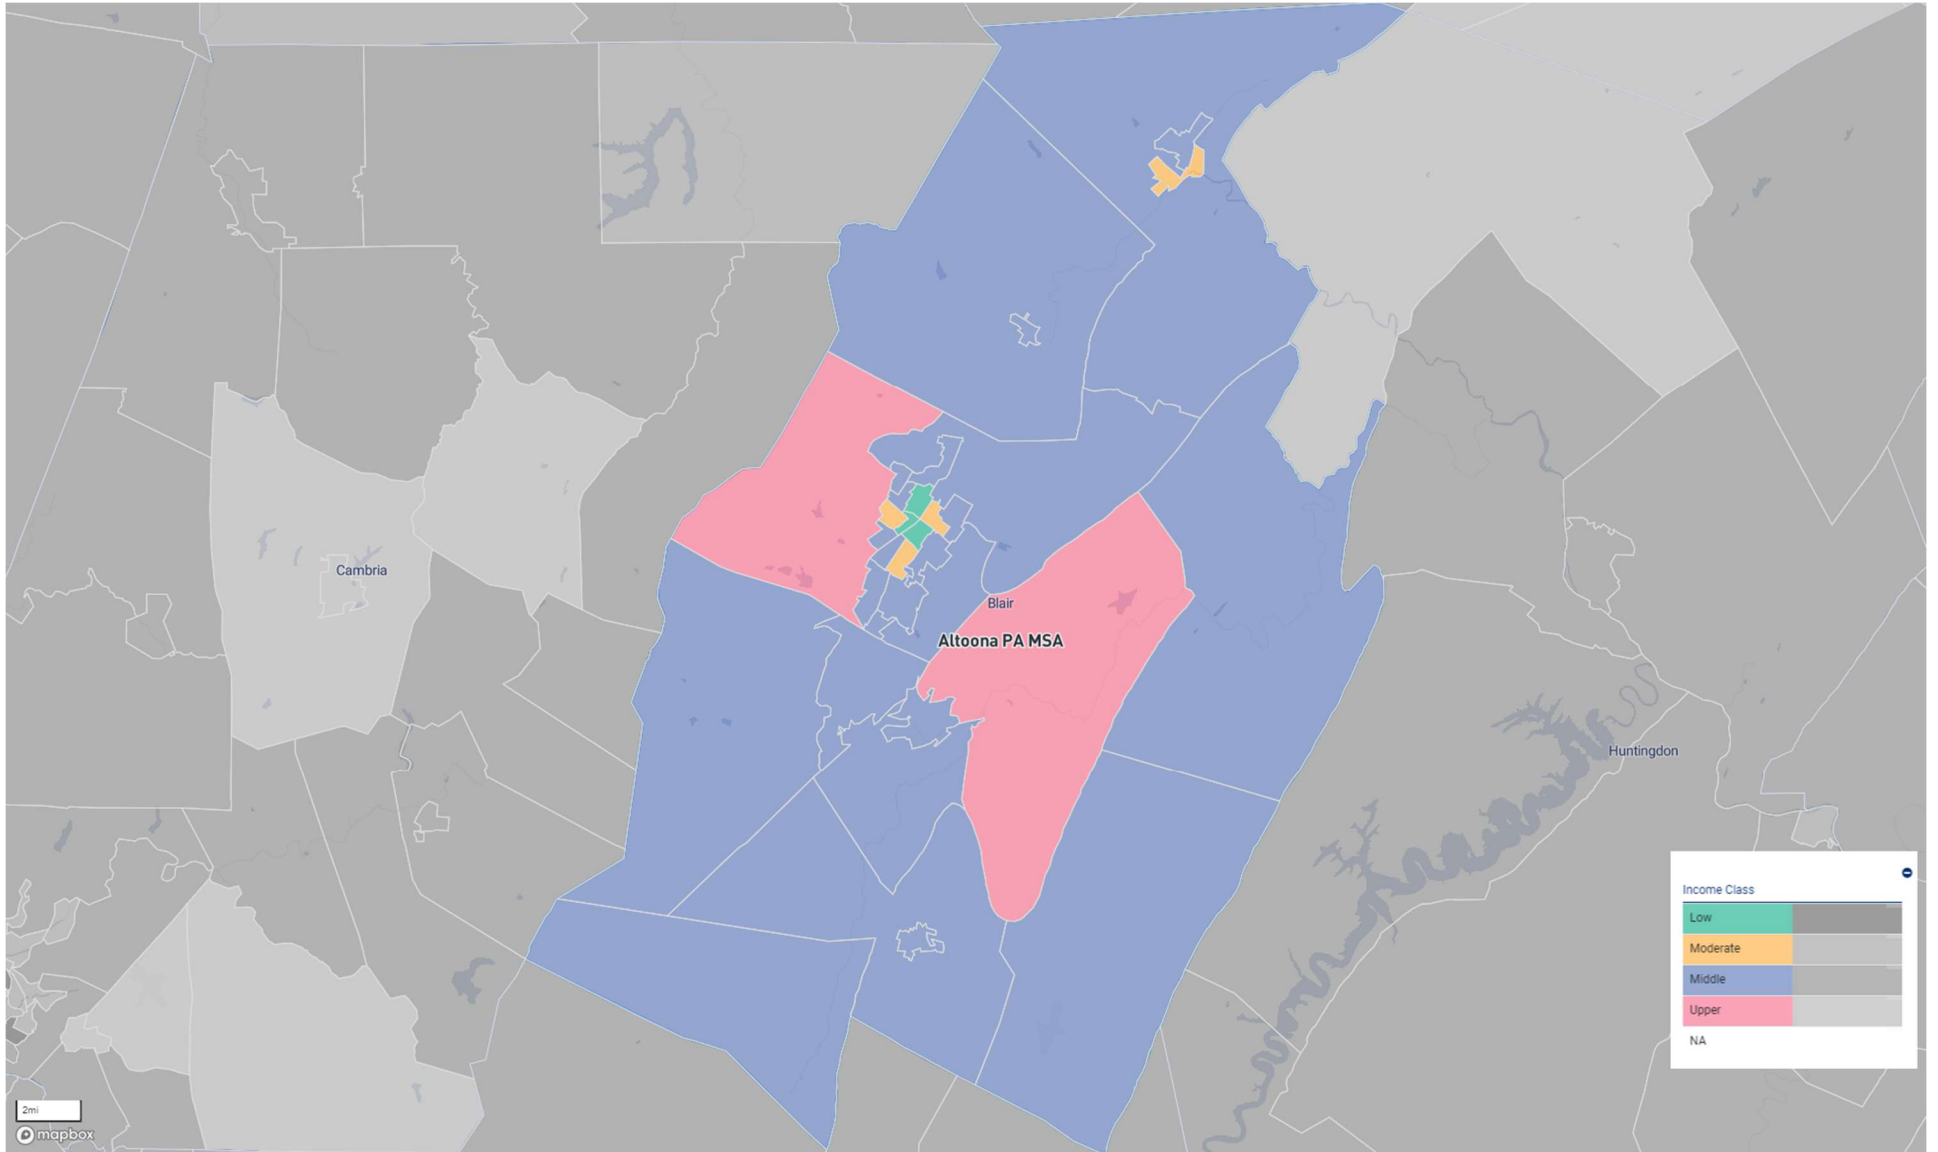 Cambria
Blair
Altoona PA MSA
Huntingdon
Income Class
Low
Moderate
Middle
Upper
NA
2mi
mapbox